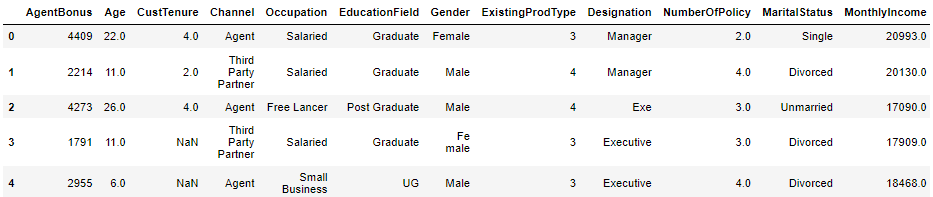 AgentBonus Age CustTenure Channel Occupation EducationField Gender ExistingProdType Designation NumberOfPolicy MaritalStatus MonthlyIncome
0 4409 22.0 4.0 Agent Salaried Graduate Female 3 Manager 2.0 Single 20993.0
1 2214 11.0 2.0 Third Party Partner Salaried Graduate Male 4 Manager 4.0 Divorced 20130.0
2 4273 26.0 4.0 Agent Free Lancer Post Graduate Male 4 Exe 3.0 Unmarried 17090.0
3 1791 11.0 NaN Third Party Partner Salaried Graduate Fe male 3 Executive 3.0 Divorced 17909.0
4 2955 6.0 NaN Agent Small Business UG Male 3 Executive 4.0 Divorced 18468.0